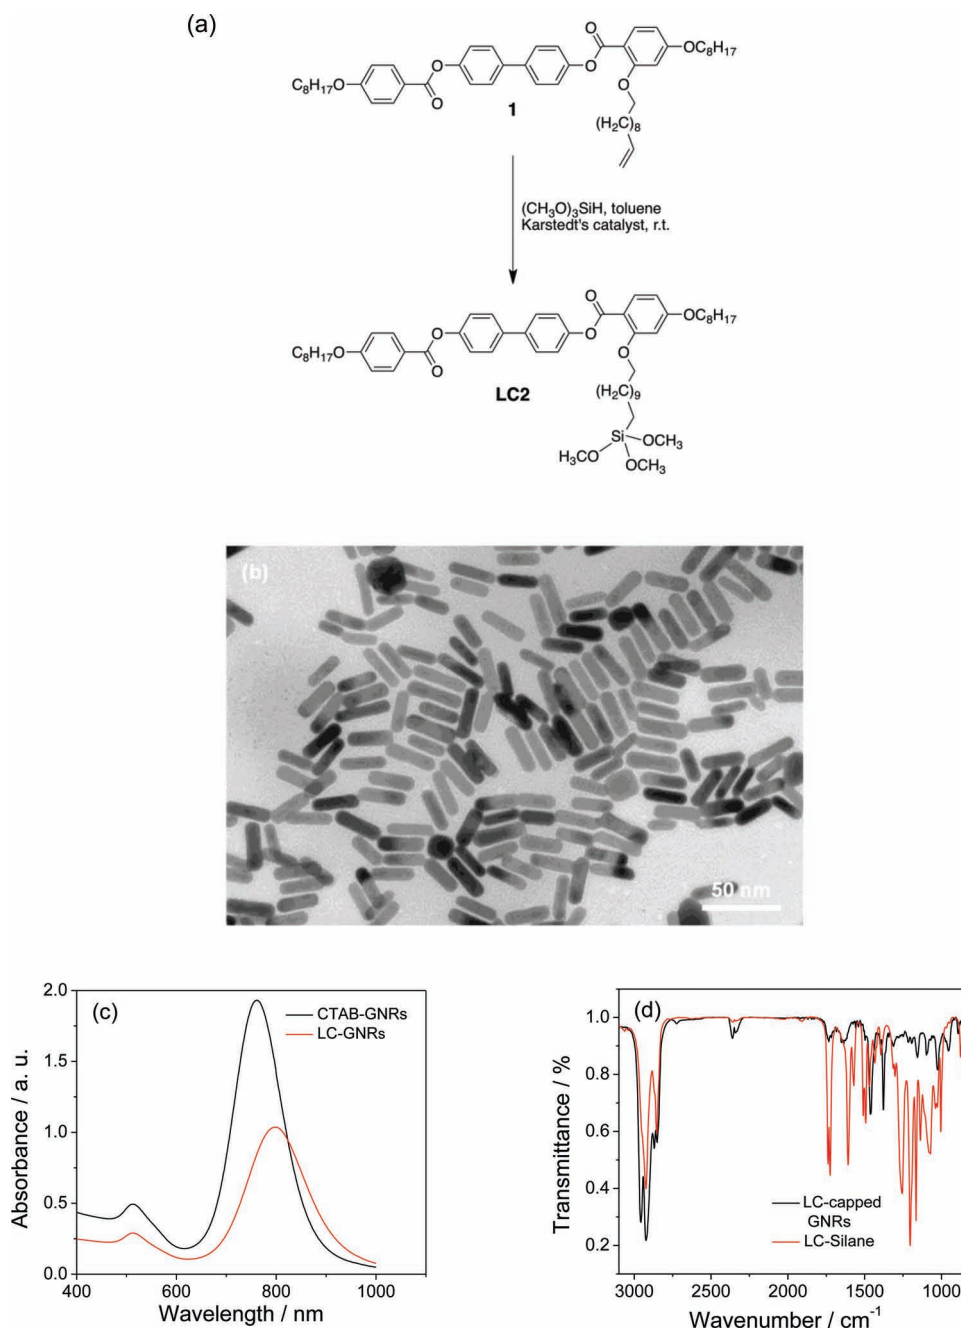 (a)
O
OC8H17
O
O
C8H17O
O
O
1
(H2C)8
(CH3O)3SiH, toluene
Karstedt's catalyst, r.t.
O
OC8H17
O
O
C8H17O
O
O
LC2
(H2C)9
Si
OCH3
H3CO
OCH3
(b)
50 nm
(c)
CTAB-GNRs
LC-GNRs
2.0
1.5
1.0
0.5
0.0
400 600 800 1000
Absorbance / a. u.
Wavelength / nm
(d)
1.0
0.8
0.6
0.4
0.2
LC-capped
GNRs
LC-Silane
3000 2500 2000 1500 1000
Transmittance / %
Wavenumber / cm-1